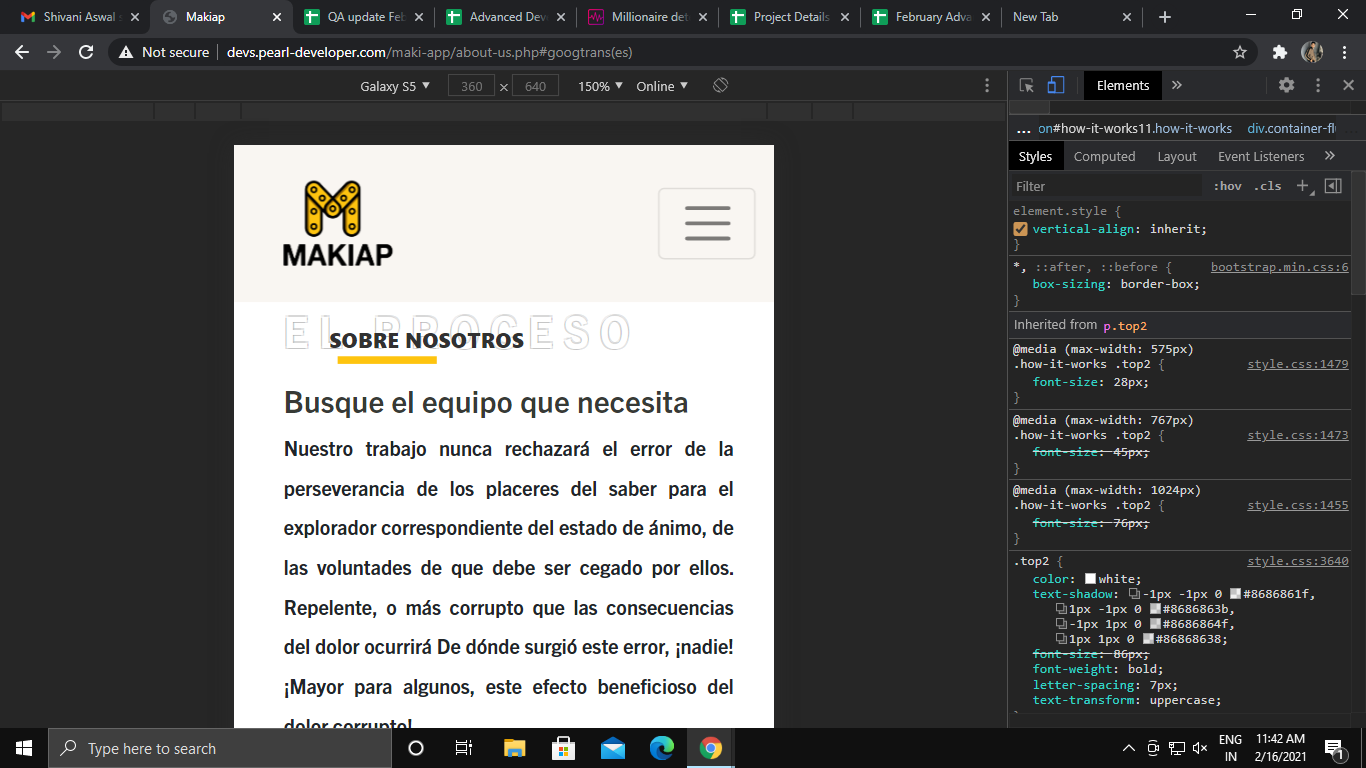 Shivani Aswal
Makiap
QA update Feb
Advanced Dev
Millionaire det
Project Details
February Adva
New Tab
Not secure
devs.pearl-developer.com/maki-app/about-us.php#googtrans(es)
Galaxy S5
360
x
640
150%
Online
Elements
»
...
on#how-it-works11.how-it-works
div.container-fl
Styles
Computed
Layout
Event Listeners
»
Filter
:hov
.cls
+
element.style {
vertical-align: inherit;
}
*, ::after, ::before {
bootstrap.min.css:6
box-sizing: border-box;
}
Inherited from p.top2
@media (max-width: 575px)
.how-it-works .top2 {
style.css:1479
font-size: 28px;
}
@media (max-width: 767px)
.how-it-works .top2 {
style.css:1473
font-size: 45px;
}
@media (max-width: 1024px)
.how-it-works .top2 {
style.css:1455
font-size: 76px;
}
.top2 {
style.css:3640
color: white;
text-shadow: -1px -1px 0 #8686861f,
1px -1px 0 #8686863b,
-1px 1px 0 #8686864f,
1px 1px 0 #86868638;
font-size: 86px;
font-weight: bold;
letter-spacing: 7px;
text-transform: uppercase;
M
MAKIAP
EL PROCESO
SOBRE NOSOTROS
Busque el equipo que necesita
Nuestro trabajo nunca rechazará el error de la
perseverancia de los placeres del saber para el
explorador correspondiente del estado de ánimo, de
las voluntades de que debe ser cegado por ellos.
Repelente, o más corrupto que las consecuencias
del dolor ocurrirá De dónde surgió este error, ¡nadie!
¡Mayor para algunos, este efecto beneficioso del
dolor corrupto!
Type here to search
ENG
IN
11:42 AM
2/16/2021
1